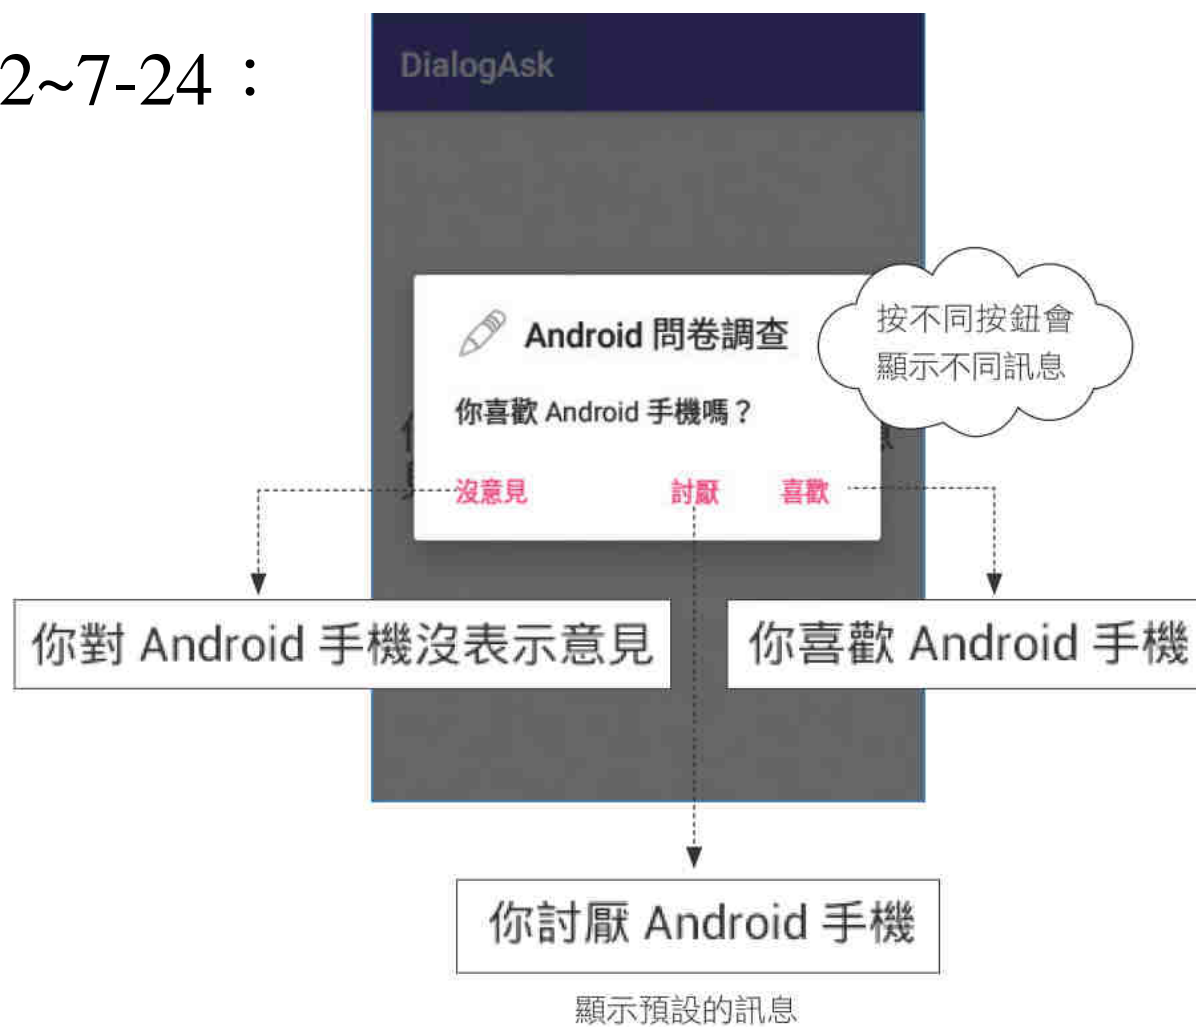 2~7-24：
DialogAsk
Android 問卷調查
按不同按鈕會
顯示不同訊息
你喜歡 Android 手機嗎？
沒意見 討厭 喜歡
你對 Android 手機沒表示意見
你喜歡 Android 手機
你討厭 Android 手機
顯示預設的訊息